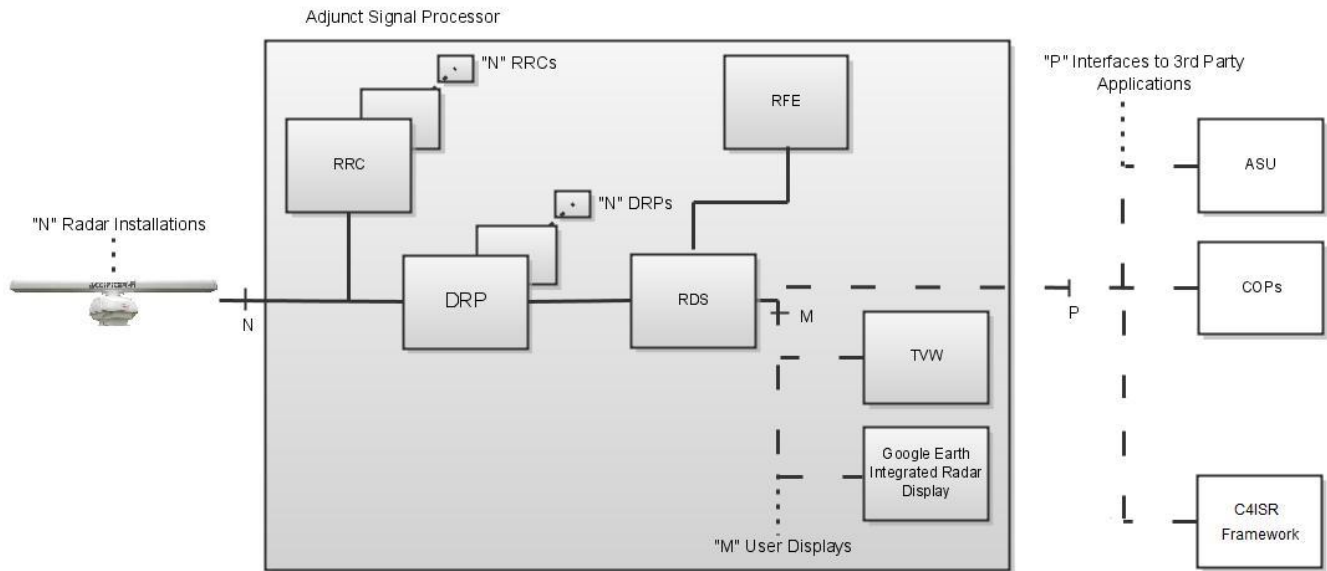 Adjunct Signal Processor
"N" RRCs
"P" Interfaces to 3rd Party
Applications
RFE
RRC
ASU
"N" DRPs
"N" Radar Installations
DRP
RDS
COPs
N
M
P
TVW
Google Earth
Integrated Radar
Display
C4ISR
Framework
"M" User Displays